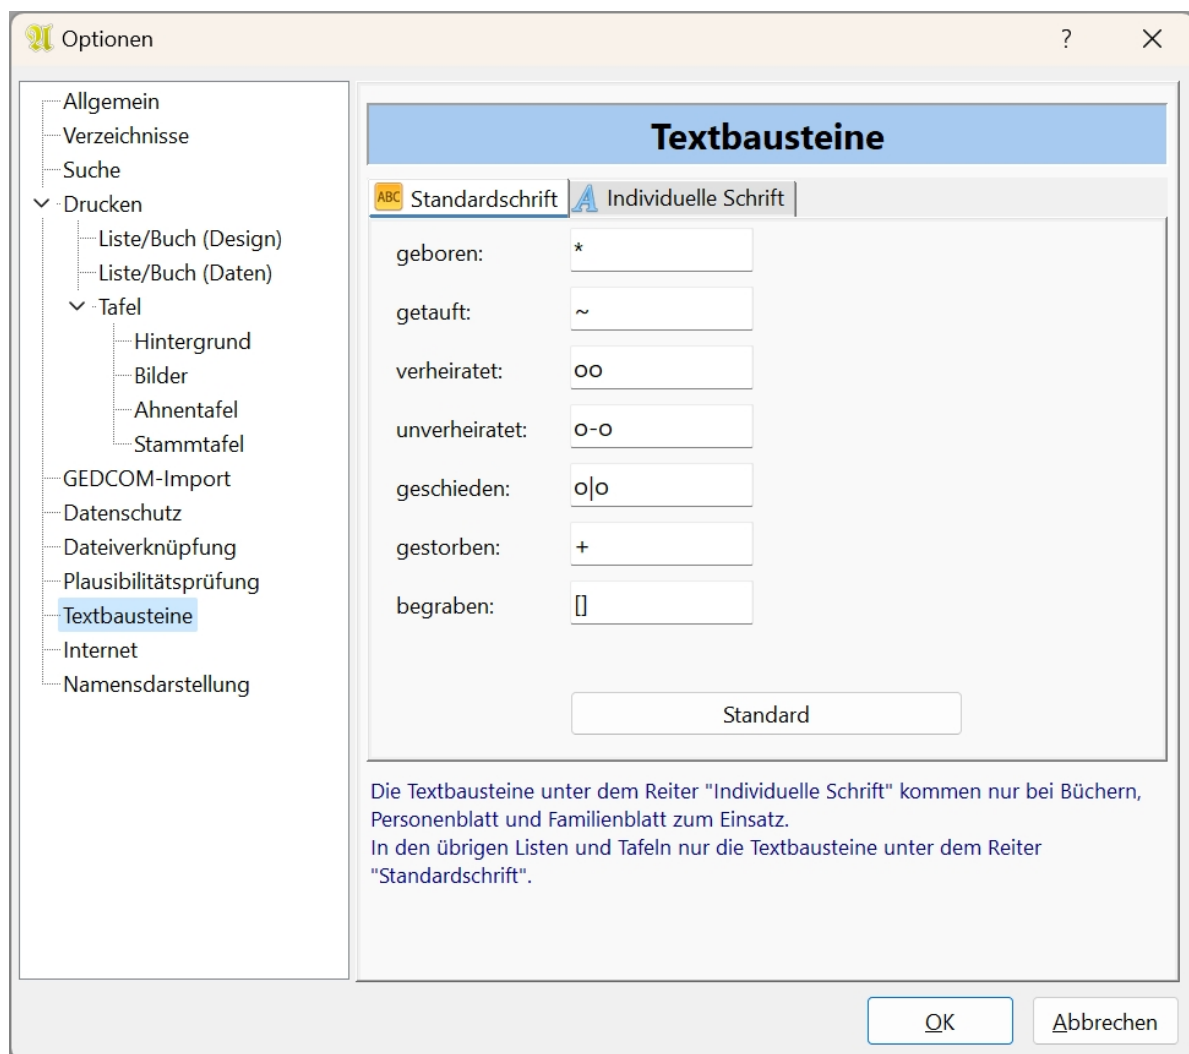 Optionen
?
Allgemein
Verzeichnisse
Suche
Drucken
Liste/Buch (Design)
Liste/Buch (Daten)
Tafel
Hintergrund
Bilder
Ahnentafel
Stammtafel
GEDCOM-Import
Datenschutz
Dateiverknüpfung
Plausibilitätsprüfung
Textbausteine
Internet
Namensdarstellung
Textbausteine
ABC Standardschrift A Individuelle Schrift
geboren: *
getauft: ~
verheiratet: oo
unverheiratet: o-o
geschieden: o|o
gestorben: +
begraben: []
Standard
Die Textbausteine unter dem Reiter "Individuelle Schrift" kommen nur bei Büchern,
Personenblatt und Familienblatt zum Einsatz.
In den übrigen Listen und Tafeln nur die Textbausteine unter dem Reiter
"Standardschrift".
OK Abbrechen